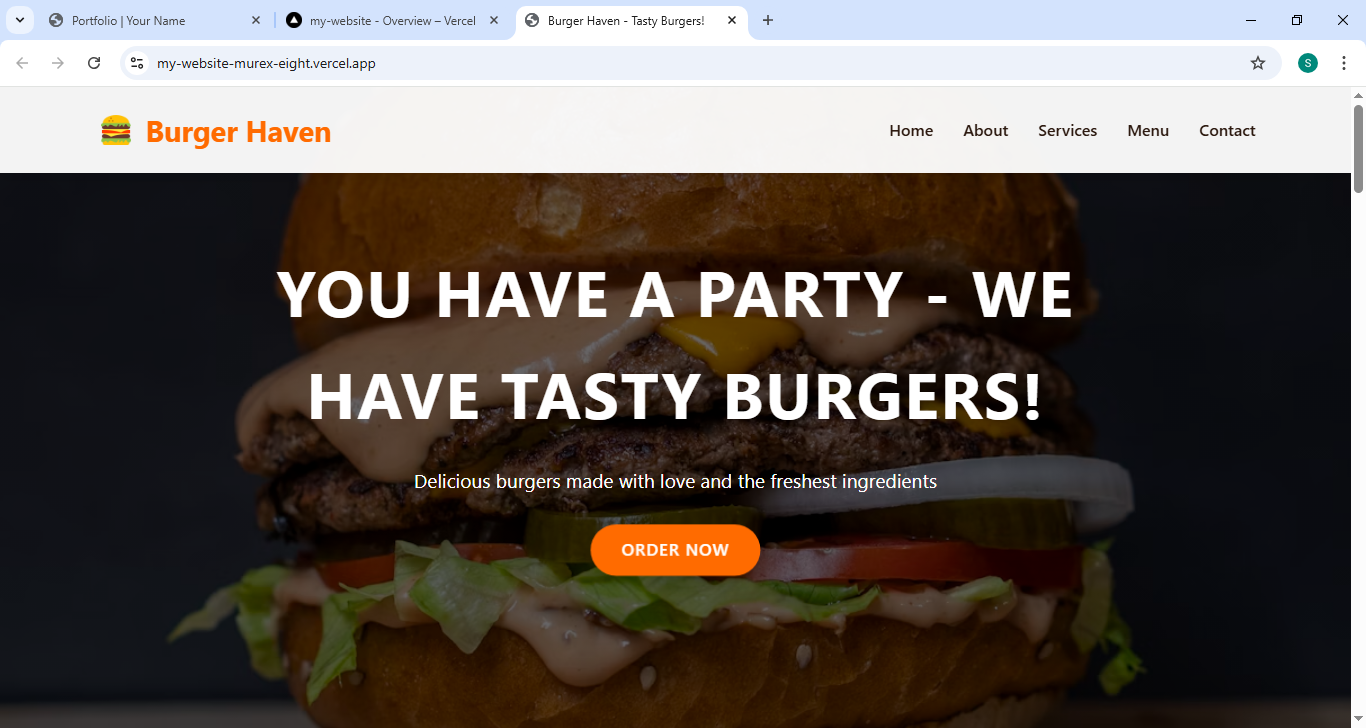 Portfolio | Your Name
my-website - Overview – Vercel
Burger Haven - Tasty Burgers!
my-website-murex-eight.vercel.app
S
Burger Haven
Home About Services Menu Contact
YOU HAVE A PARTY - WE
HAVE TASTY BURGERS!
Delicious burgers made with love and the freshest ingredients
ORDER NOW